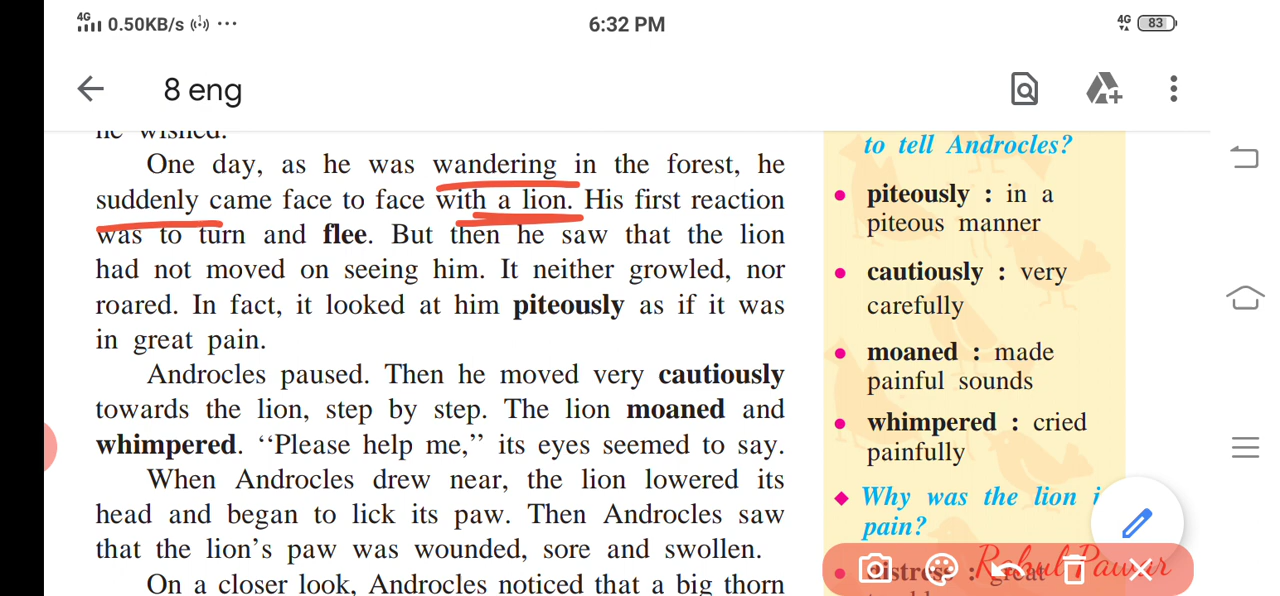 4G 0.50KB/s ... 6:32 PM 4G 83
8 eng
he wished.
One day, as he was wandering in the forest, he
suddenly came face to face with a lion. His first reaction
was to turn and flee. But then he saw that the lion
had not moved on seeing him. It neither growled, nor
roared. In fact, it looked at him piteously as if it was
in great pain.
Androcles paused. Then he moved very cautiously
towards the lion, step by step. The lion moaned and
whimpered. “Please help me,” its eyes seemed to say.
When Androcles drew near, the lion lowered its
head and began to lick its paw. Then Androcles saw
that the lion’s paw was wounded, sore and swollen.
On a closer look, Androcles noticed that a big thorn
to tell Androcles?
• piteously : in a
piteous manner
• cautiously : very
carefully
• moaned : made
painful sounds
• whimpered : cried
painfully
◆ Why was the lion
pain?
• distress : great
Rahul Pawar